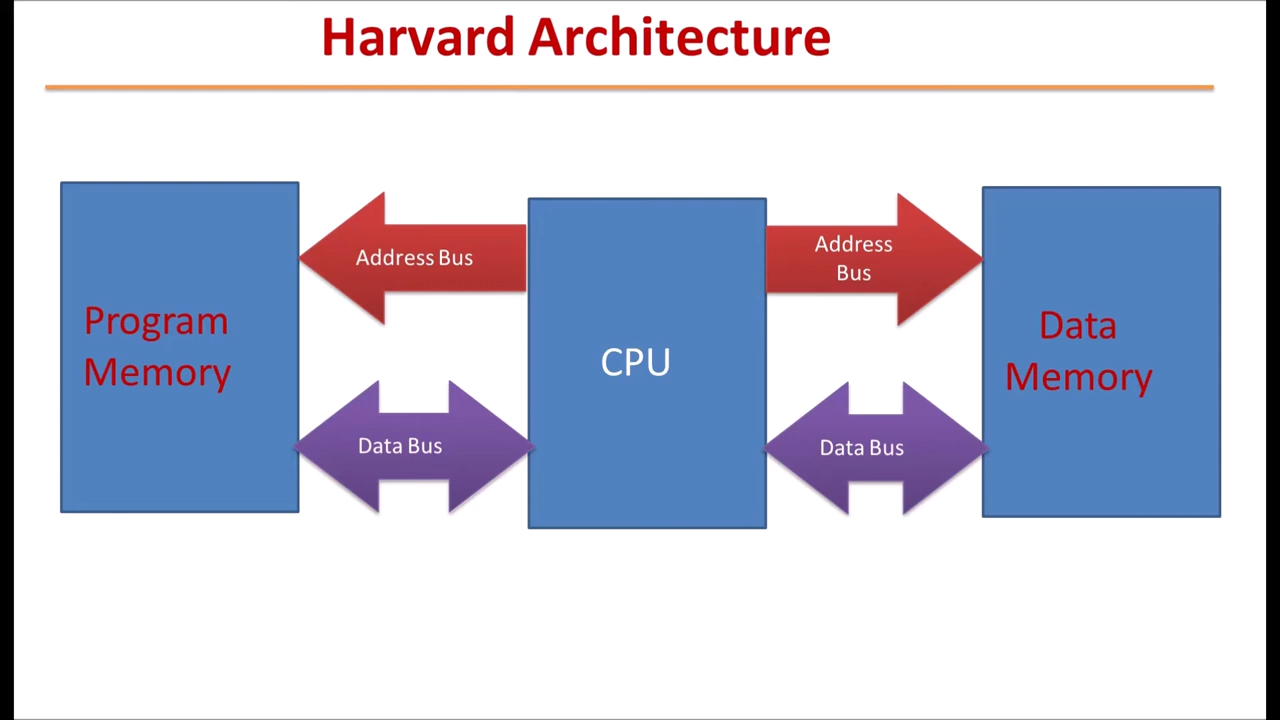 Harvard Architecture
Program
Memory
Address Bus
Data Bus
CPU
Address
Bus
Data Bus
Data
Memory